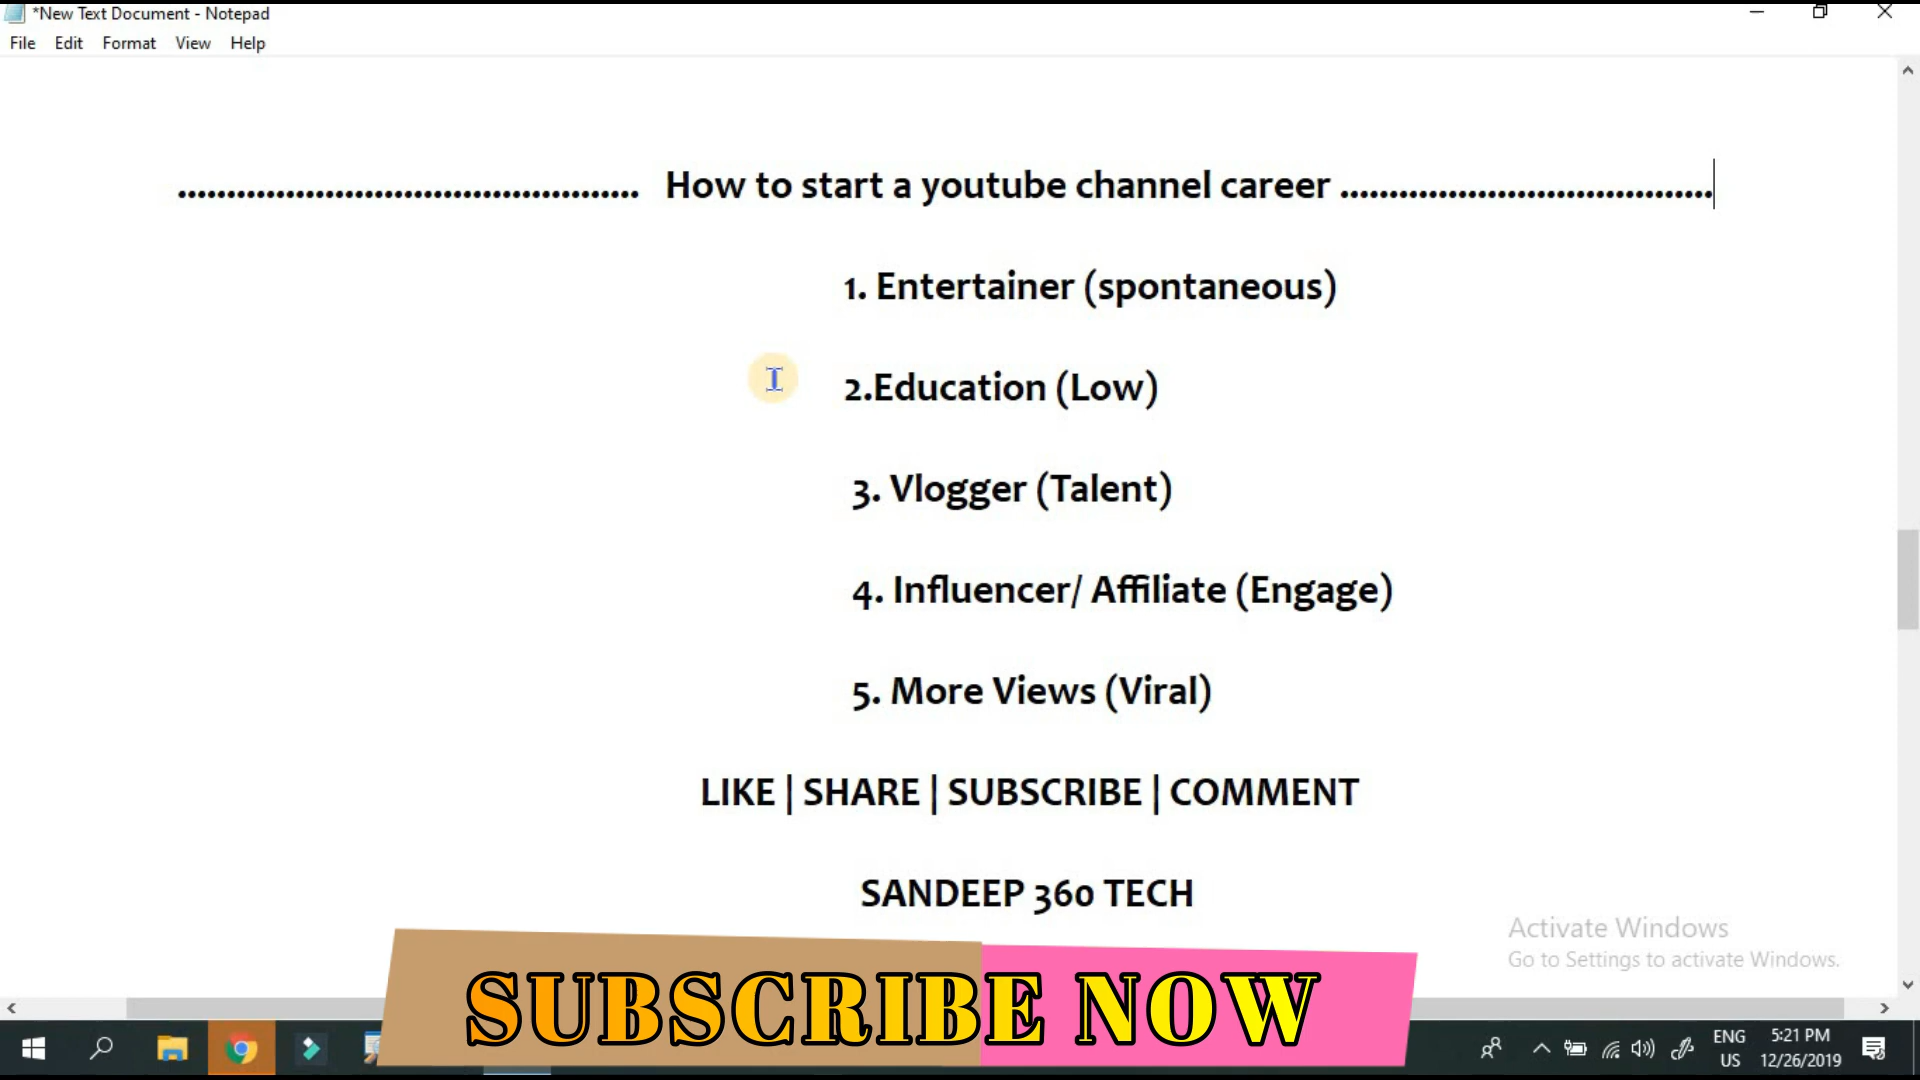 *New Text Document - Notepad
File Edit Format View Help
............................................... How to start a youtube channel career ......................................
1. Entertainer (spontaneous)
2.Education (Low)
3. Vlogger (Talent)
4. Influencer/ Affiliate (Engage)
5. More Views (Viral)
LIKE | SHARE | SUBSCRIBE | COMMENT
SANDEEP 360 TECH
Activate Windows
Go to Settings to activate Windows.
SUBSCRIBE NOW
ENG 5:21 PM
US 12/26/2019